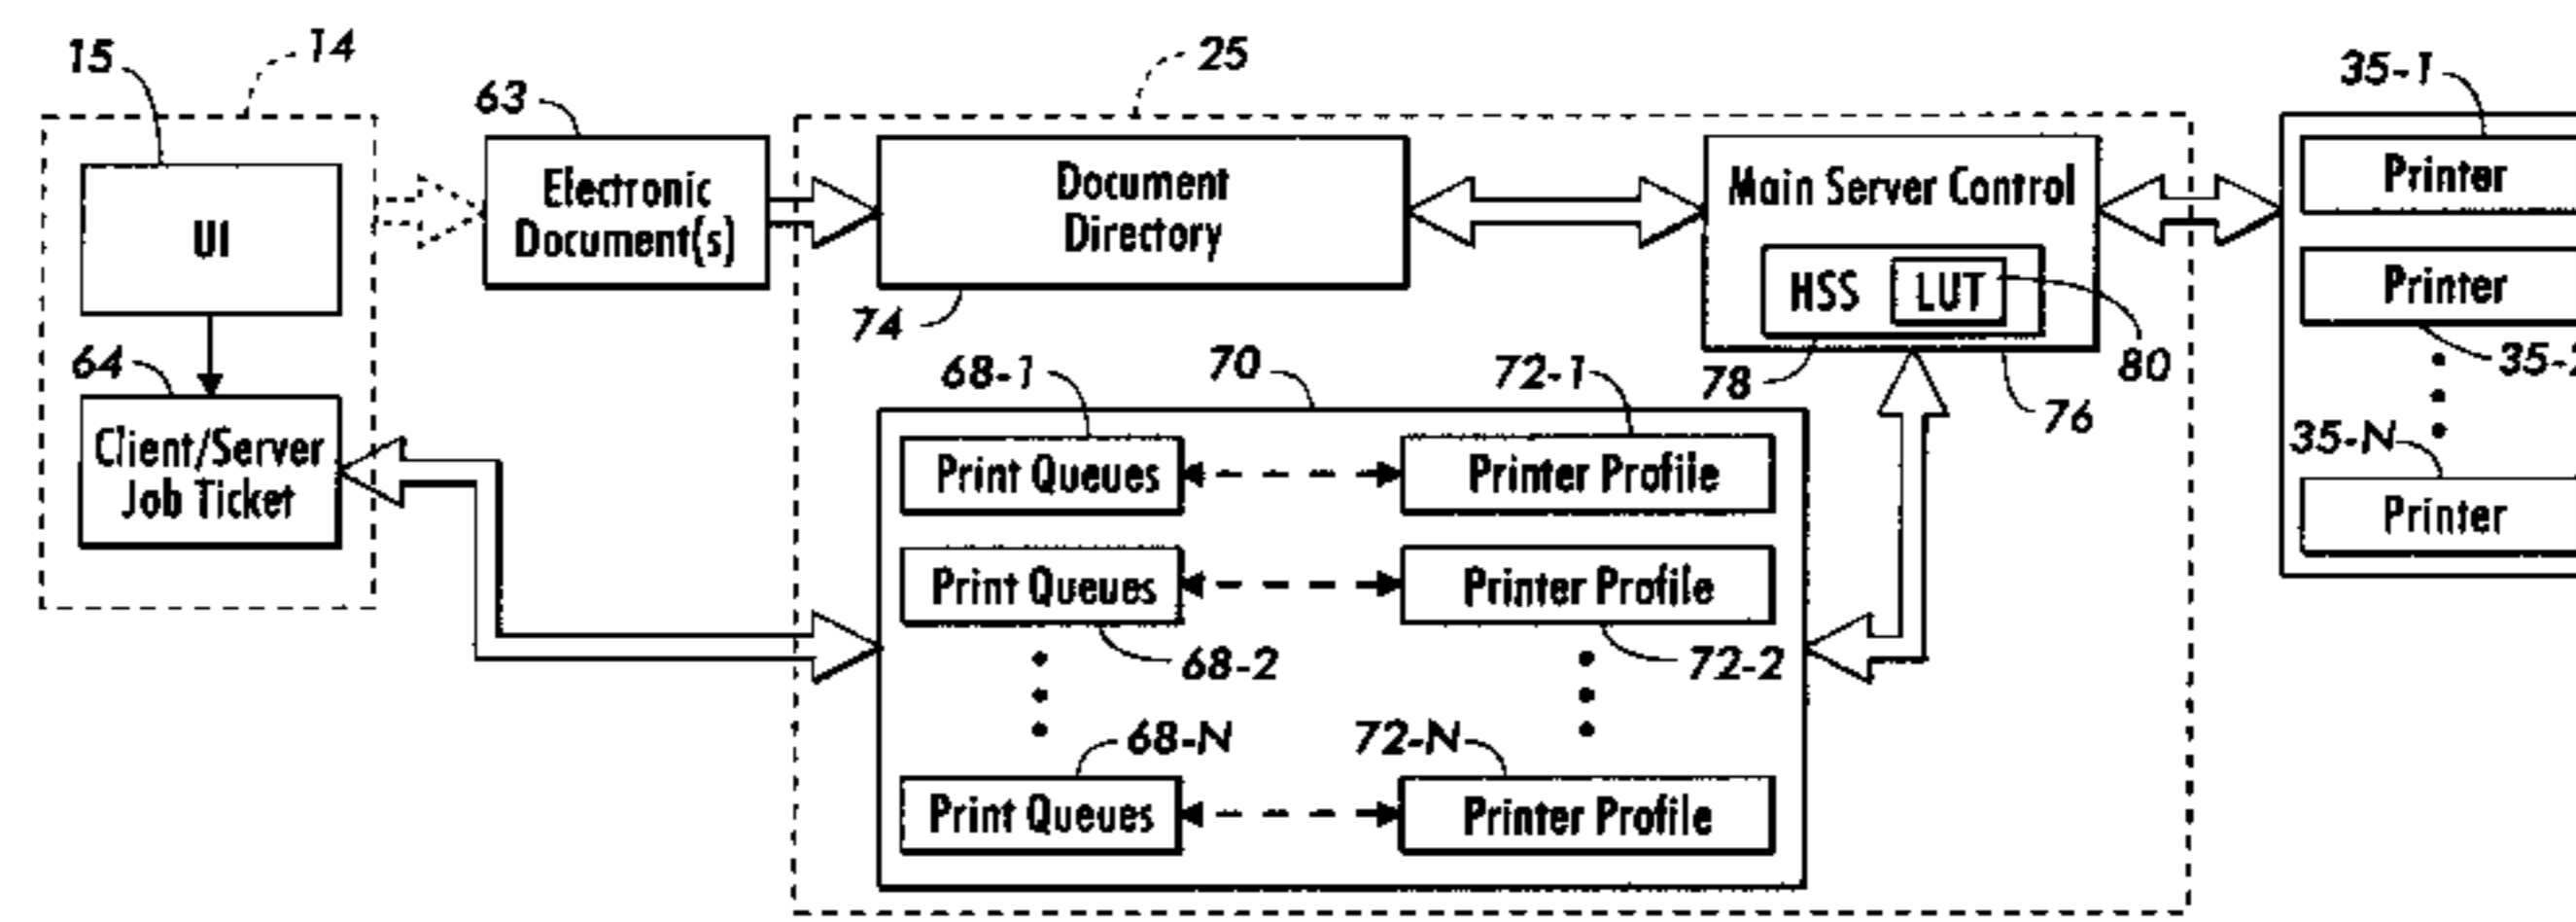 15
14
63
25
35-1
UI
Electronic
Document(s)
Document
Directory
Main Server Control
HSS
LUT
Printer
Printer
74
78
80
76
35-2
35-N
Printer
64
Client/Server
Job Ticket
68-1
70
72-1
Print Queues
Printer Profile
Print Queues
Printer Profile
68-2
72-2
68-N
72-N
Print Queues
Printer Profile